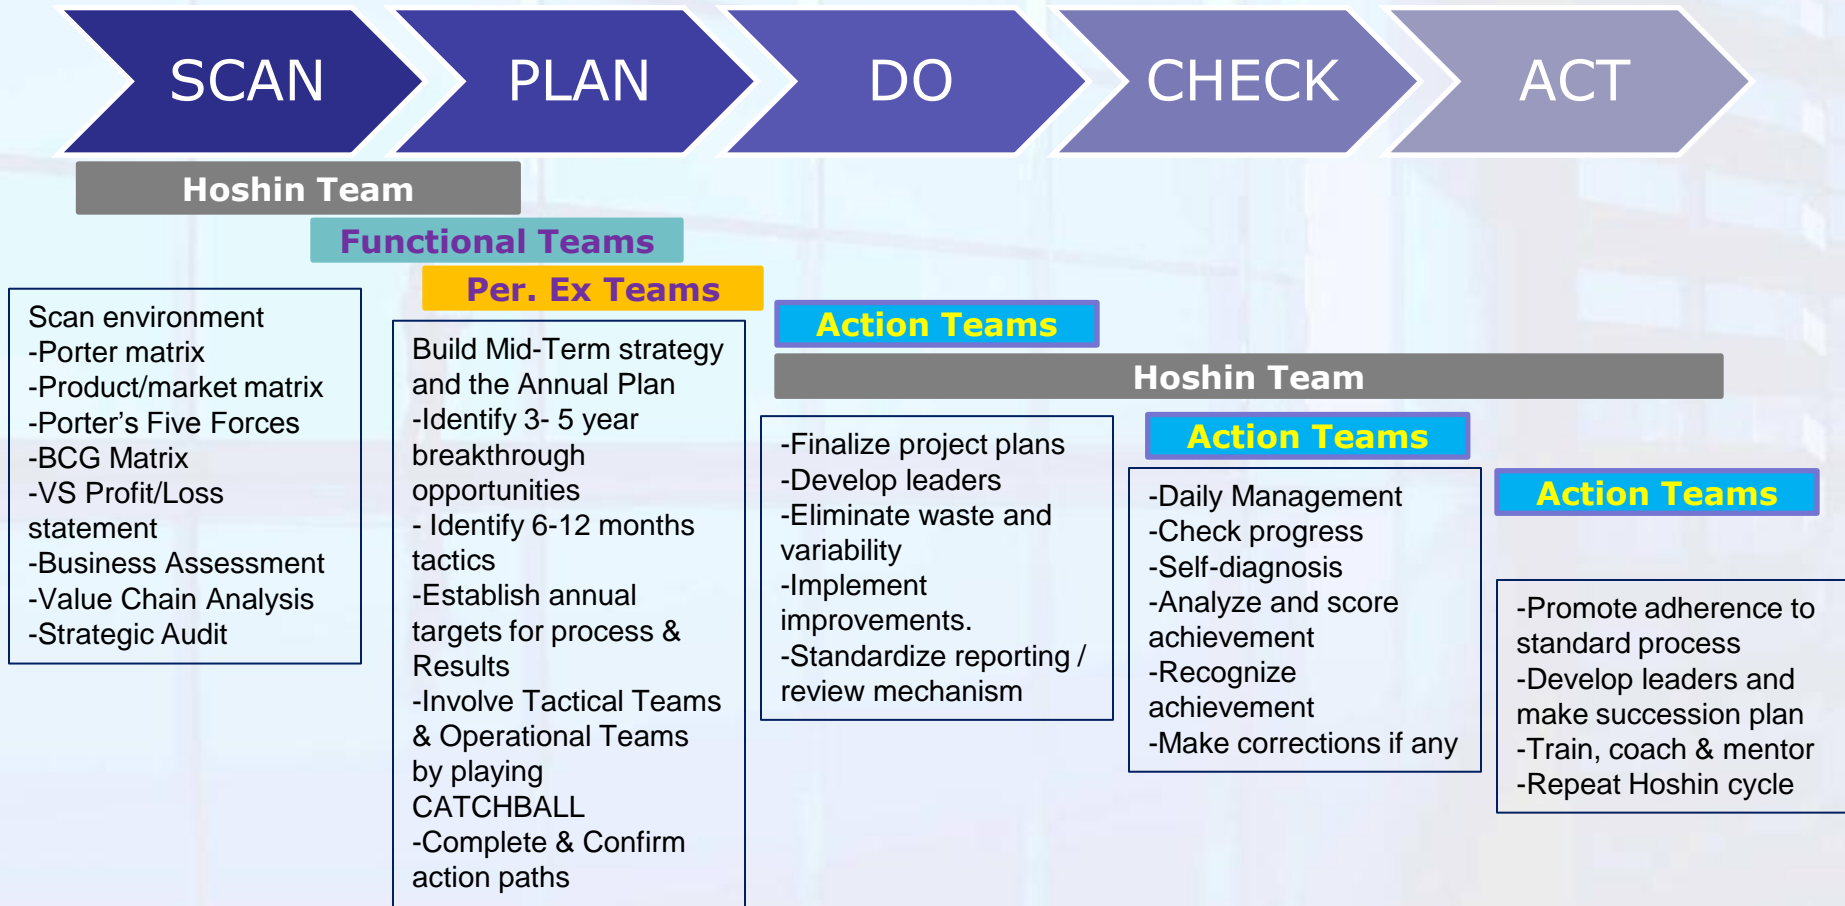 SCAN
PLAN
DO
CHECK
ACT
Hoshin Team
Functional Teams
Per. Ex Teams
Action Teams
Hoshin Team
Action Teams
Action Teams
Scan environment
-Porter matrix
-Product/market matrix
-Porter’s Five Forces
-BCG Matrix
-VS Profit/Loss
statement
-Business Assessment
-Value Chain Analysis
-Strategic Audit
Build Mid-Term strategy
and the Annual Plan
-Identify 3- 5 year
breakthrough
opportunities
- Identify 6-12 months
tactics
-Establish annual
targets for process &
Results
-Involve Tactical Teams
& Operational Teams
by playing
CATCHBALL
-Complete & Confirm
action paths
-Finalize project plans
-Develop leaders
-Eliminate waste and
variability
-Implement
improvements.
-Standardize reporting /
review mechanism
-Daily Management
-Check progress
-Self-diagnosis
-Analyze and score
achievement
-Recognize
achievement
-Make corrections if any
-Promote adherence to
standard process
-Develop leaders and
make succession plan
-Train, coach & mentor
-Repeat Hoshin cycle